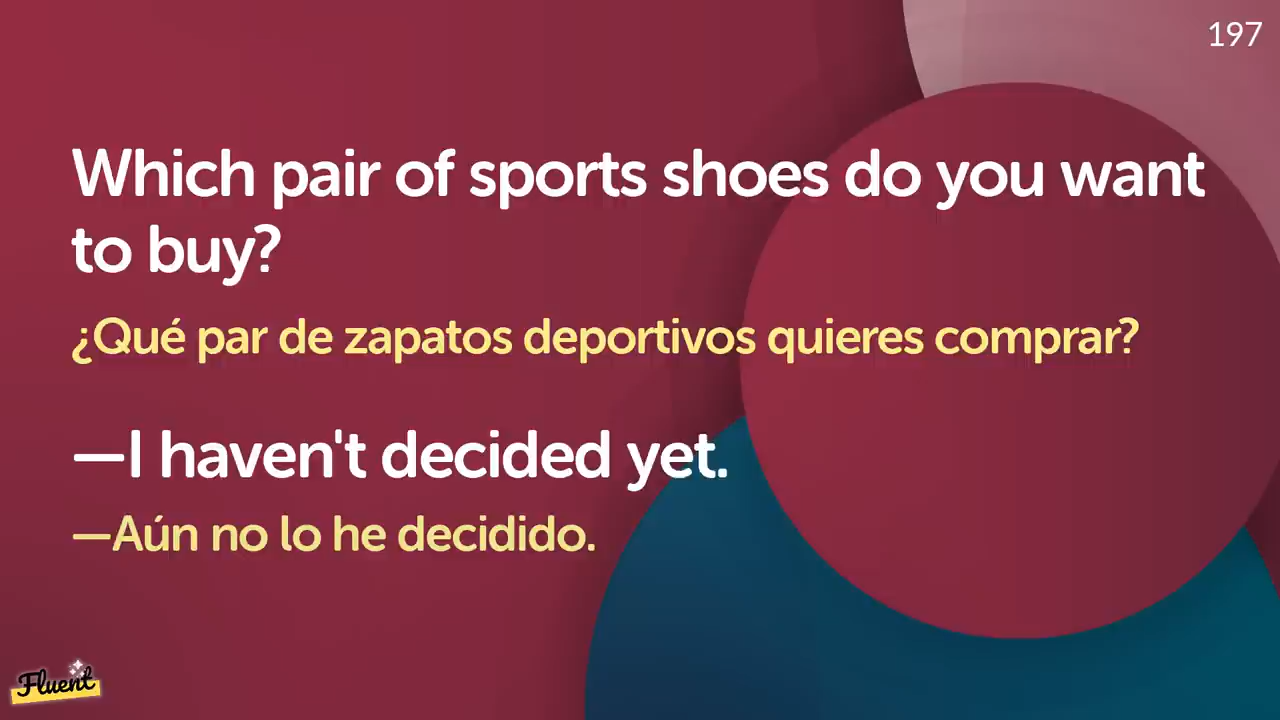 197
Which pair of sports shoes do you want
to buy?
¿Qué par de zapatos deportivos quieres comprar?
—I haven't decided yet.
—Aún no lo he decidido.
Fluent